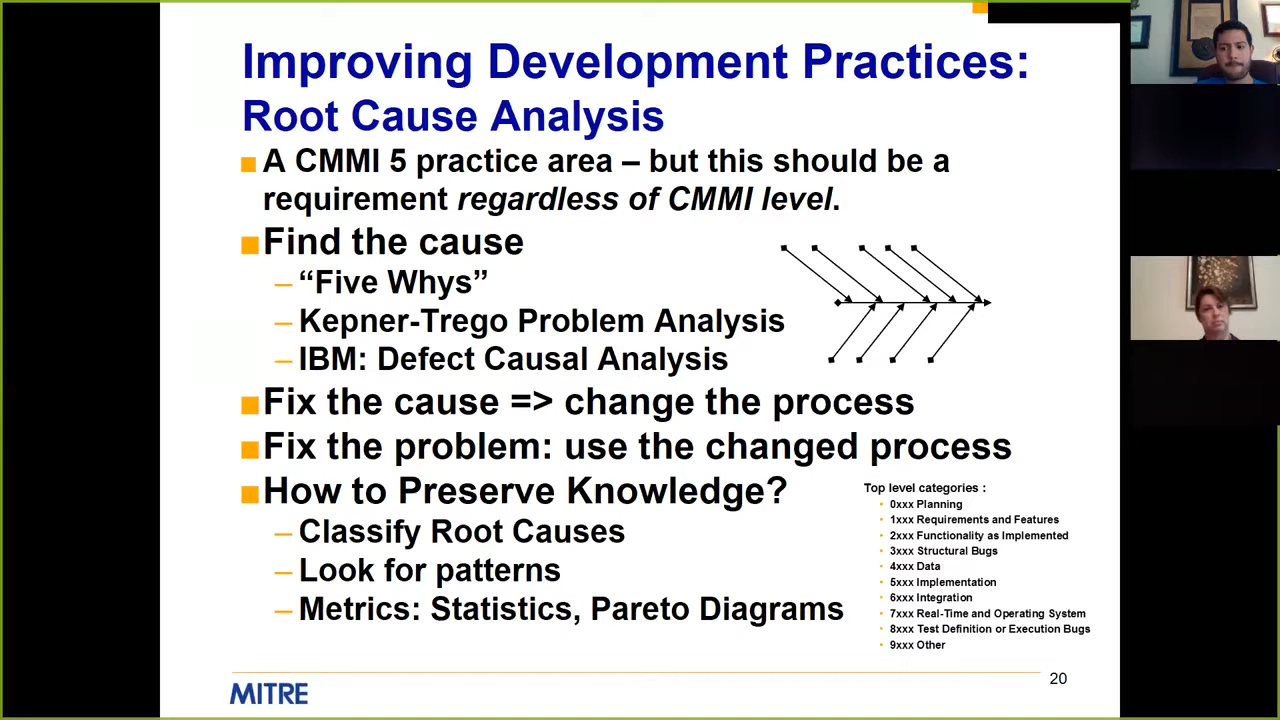 Improving Development Practices:
Root Cause Analysis
A CMMI 5 practice area – but this should be a
requirement regardless of CMMI level.
Find the cause
– “Five Whys”
– Kepner-Trego Problem Analysis
– IBM: Defect Causal Analysis
Fix the cause => change the process
Fix the problem: use the changed process
How to Preserve Knowledge?
– Classify Root Causes
– Look for patterns
– Metrics: Statistics, Pareto Diagrams
Top level categories :
• 0xxx Planning
• 1xxx Requirements and Features
• 2xxx Functionality as Implemented
• 3xxx Structural Bugs
• 4xxx Data
• 5xxx Implementation
• 6xxx Integration
• 7xxx Real-Time and Operating System
• 8xxx Test Definition or Execution Bugs
• 9xxx Other
MITRE
20